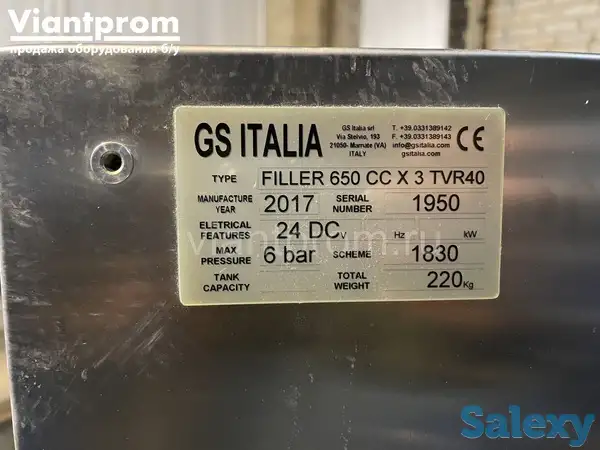 Viantprom
продажа оборудования б/у
GS ITALIA
GS Italia srl
Via Stelvio, 193
21050- Marnate (VA)
ITALY
T. +39.0331389142
F. +39.0331389143
info@gsitalia.com
gsitalia.com
CE
TYPE FILLER 650 CC X 3 TVR40
MANUFACTURE YEAR 2017 SERIAL NUMBER 1950
ELETRICAL FEATURES 24 DC V Hz kW
MAX PRESSURE 6 bar SCHEME 1830
TANK CAPACITY TOTAL WEIGHT 220 Kg
viantprom.ru
Salexy